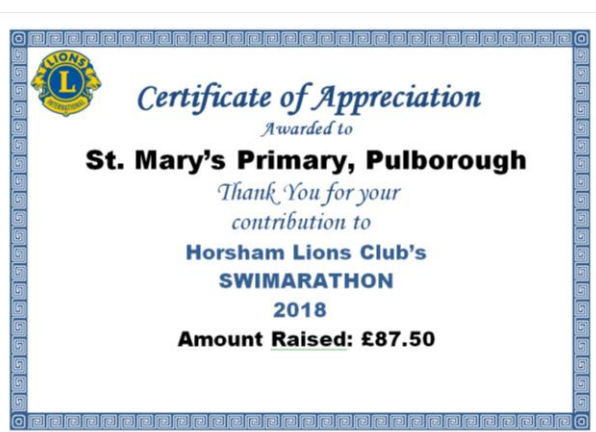 LIONS
L
INTERNATIONAL
Certificate of Appreciation
Awarded to
St. Mary's Primary, Pulborough
Thank You for your
contribution to
Horsham Lions Club's
SWIMARATHON
2018
Amount Raised: £87.50